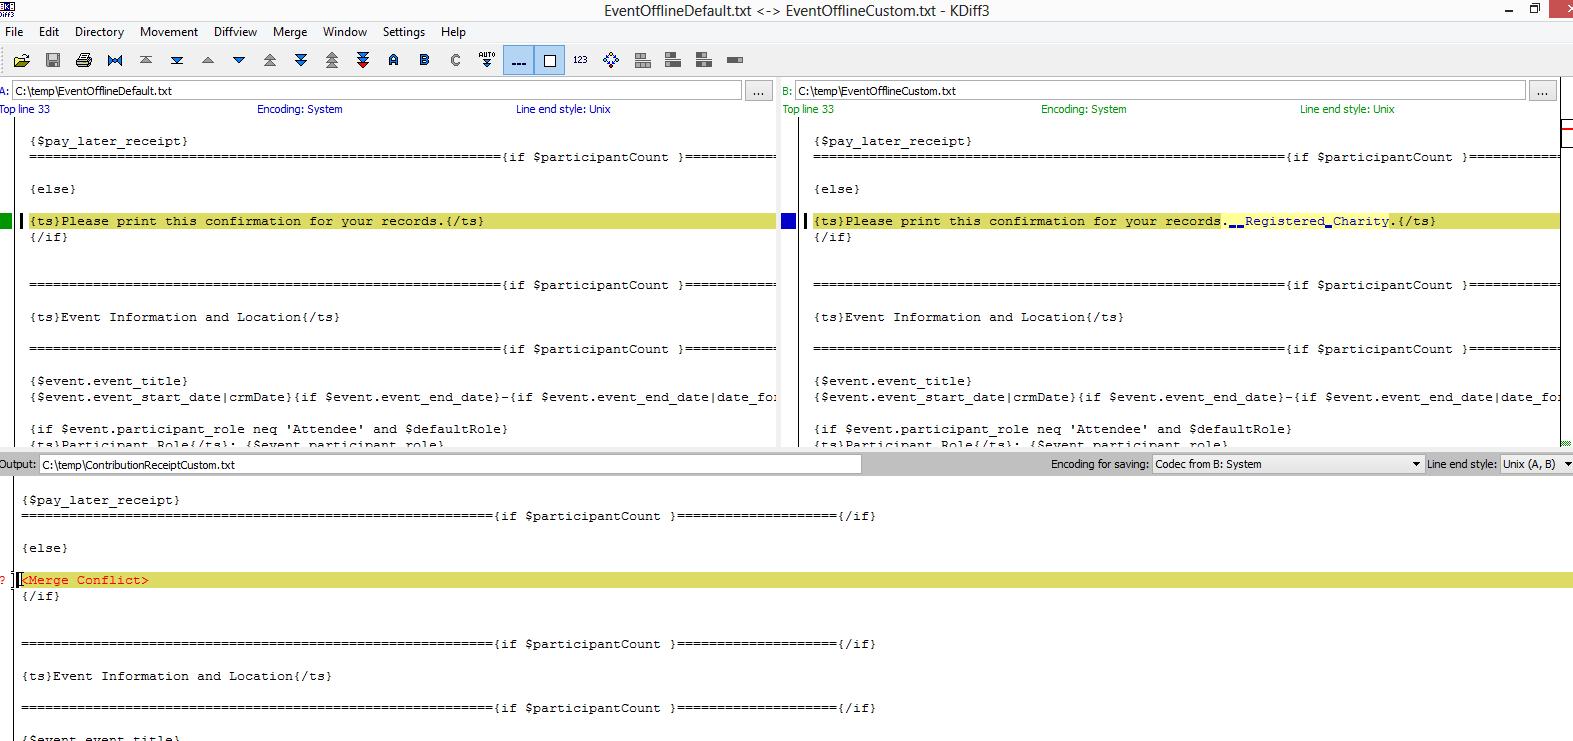 EventOfflineDefault.txt <-> EventOfflineCustom.txt - KDiff3
File Edit Directory Movement Diffview Merge Window Settings Help
A B C AUTO 123
A: C:\temp\EventOfflineDefault.txt ...
Top line 33 Encoding: System Line end style: Unix
{$pay_later_receipt}
==========================================================={if $participantCount }============
{else}
{ts}Please print this confirmation for your records.{/ts}
{/if}
==========================================================={if $participantCount }============
{ts}Event Information and Location{/ts}
==========================================================={if $participantCount }============
{$event.event_title}
{$event.event_start_date|crmDate}{if $event.event_end_date}-{if $event.event_end_date|date_for
{if $event.participant_role neq 'Attendee' and $defaultRole}
{ts}Participant Role{/ts}: {$event.participant_role}
B: C:\temp\EventOfflineCustom.txt ...
Top line 33 Encoding: System Line end style: Unix
{$pay_later_receipt}
==========================================================={if $participantCount }============
{else}
{ts}Please print this confirmation for your records.__Registered_Charity.{/ts}
{/if}
==========================================================={if $participantCount }============
{ts}Event Information and Location{/ts}
==========================================================={if $participantCount }============
{$event.event_title}
{$event.event_start_date|crmDate}{if $event.event_end_date}-{if $event.event_end_date|date_for
{if $event.participant_role neq 'Attendee' and $defaultRole}
{ts}Participant Role{/ts}: {$event.participant_role}
Output: C:\temp\ContributionReceiptCustom.txt Encoding for saving: Codec from B: System Line end style: Unix (A, B)
{$pay_later_receipt}
==========================================================={if $participantCount }===================={/if}
{else}
? <Merge Conflict>
{/if}
==========================================================={if $participantCount }===================={/if}
{ts}Event Information and Location{/ts}
==========================================================={if $participantCount }===================={/if}
{$event.event_title}